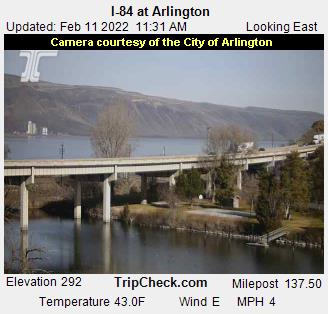 I-84 at Arlington
Updated: Feb 11 2022 11:31 AM Looking East
Camera courtesy of the City of Arlington
Elevation 292 TripCheck.com Milepost 137.50
Temperature 43.0F Wind E MPH 4